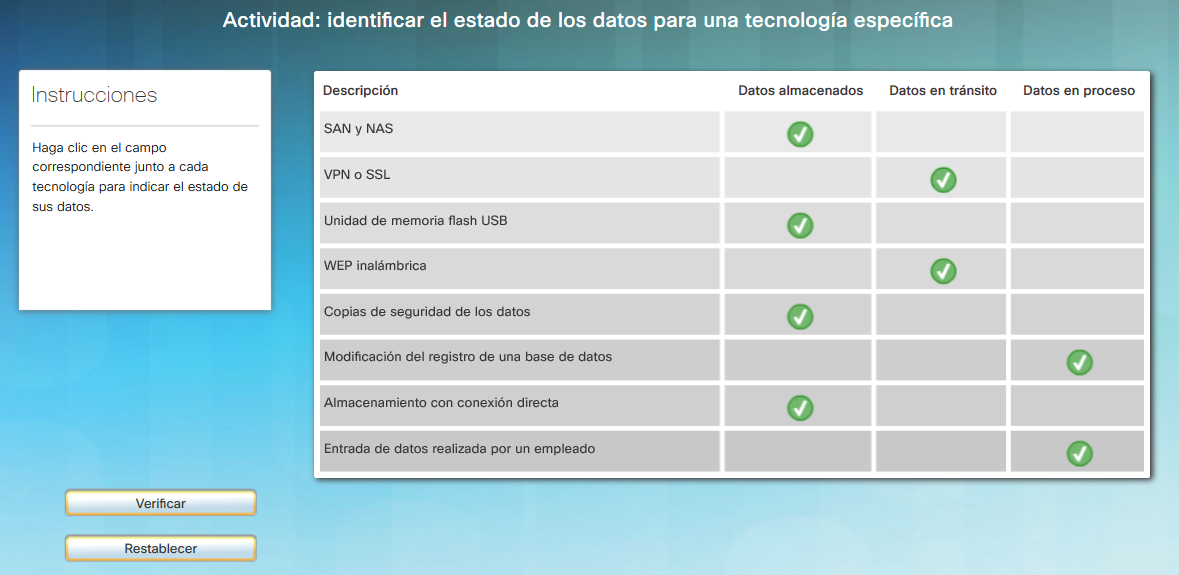 Actividad: identificar el estado de los datos para una tecnología específica
Instrucciones
Haga clic en el campo
correspondiente junto a cada
tecnología para indicar el estado de
sus datos.
Descripción Datos almacenados Datos en tránsito Datos en proceso
SAN y NAS
VPN o SSL
Unidad de memoria flash USB
WEP inalámbrica
Copias de seguridad de los datos
Modificación del registro de una base de datos
Almacenamiento con conexión directa
Entrada de datos realizada por un empleado
Verificar
Restablecer